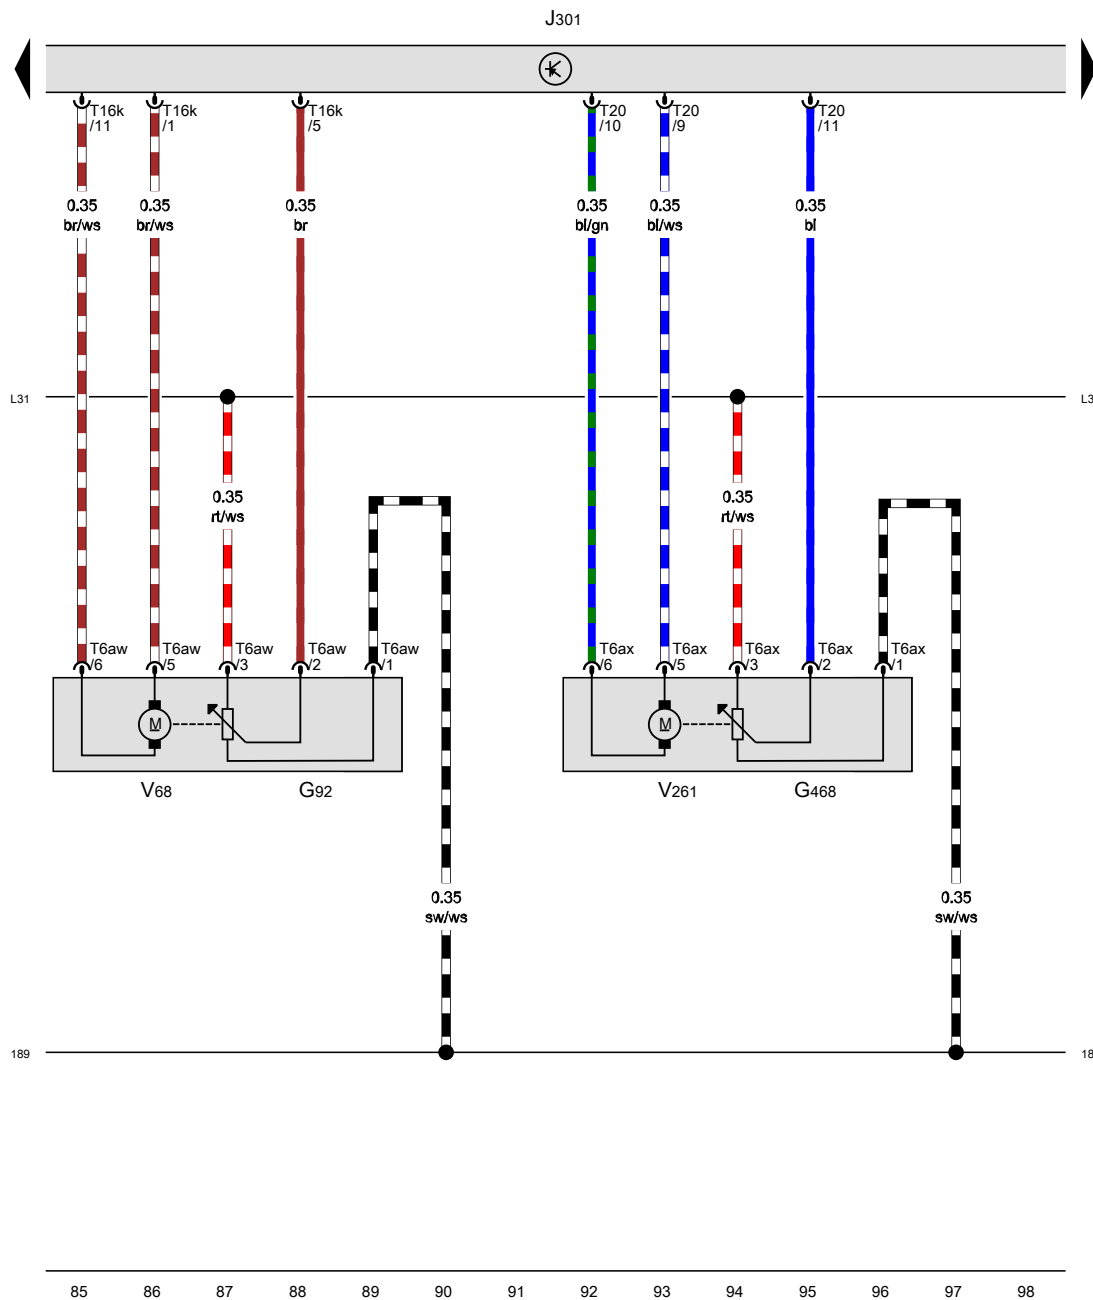 J301
T16k T16k T16k T20 T20 T20
/11 /1 /5 /10 /9 /11
0.35 0.35 0.35 0.35 0.35 0.35
br/ws br/ws br bl/gn bl/ws bl
L31 L3
0.35 0.35
rt/ws rt/ws
T6aw T6aw T6aw T6aw T6aw T6ax T6ax T6ax T6ax T6ax
/6 /5 /3 /2 /1 /6 /5 /3 /2 /1
M M
V68 G92 V261 G468
0.35 0.35
sw/ws sw/ws
189 18
85 86 87 88 89 90 91 92 93 94 95 96 97 98